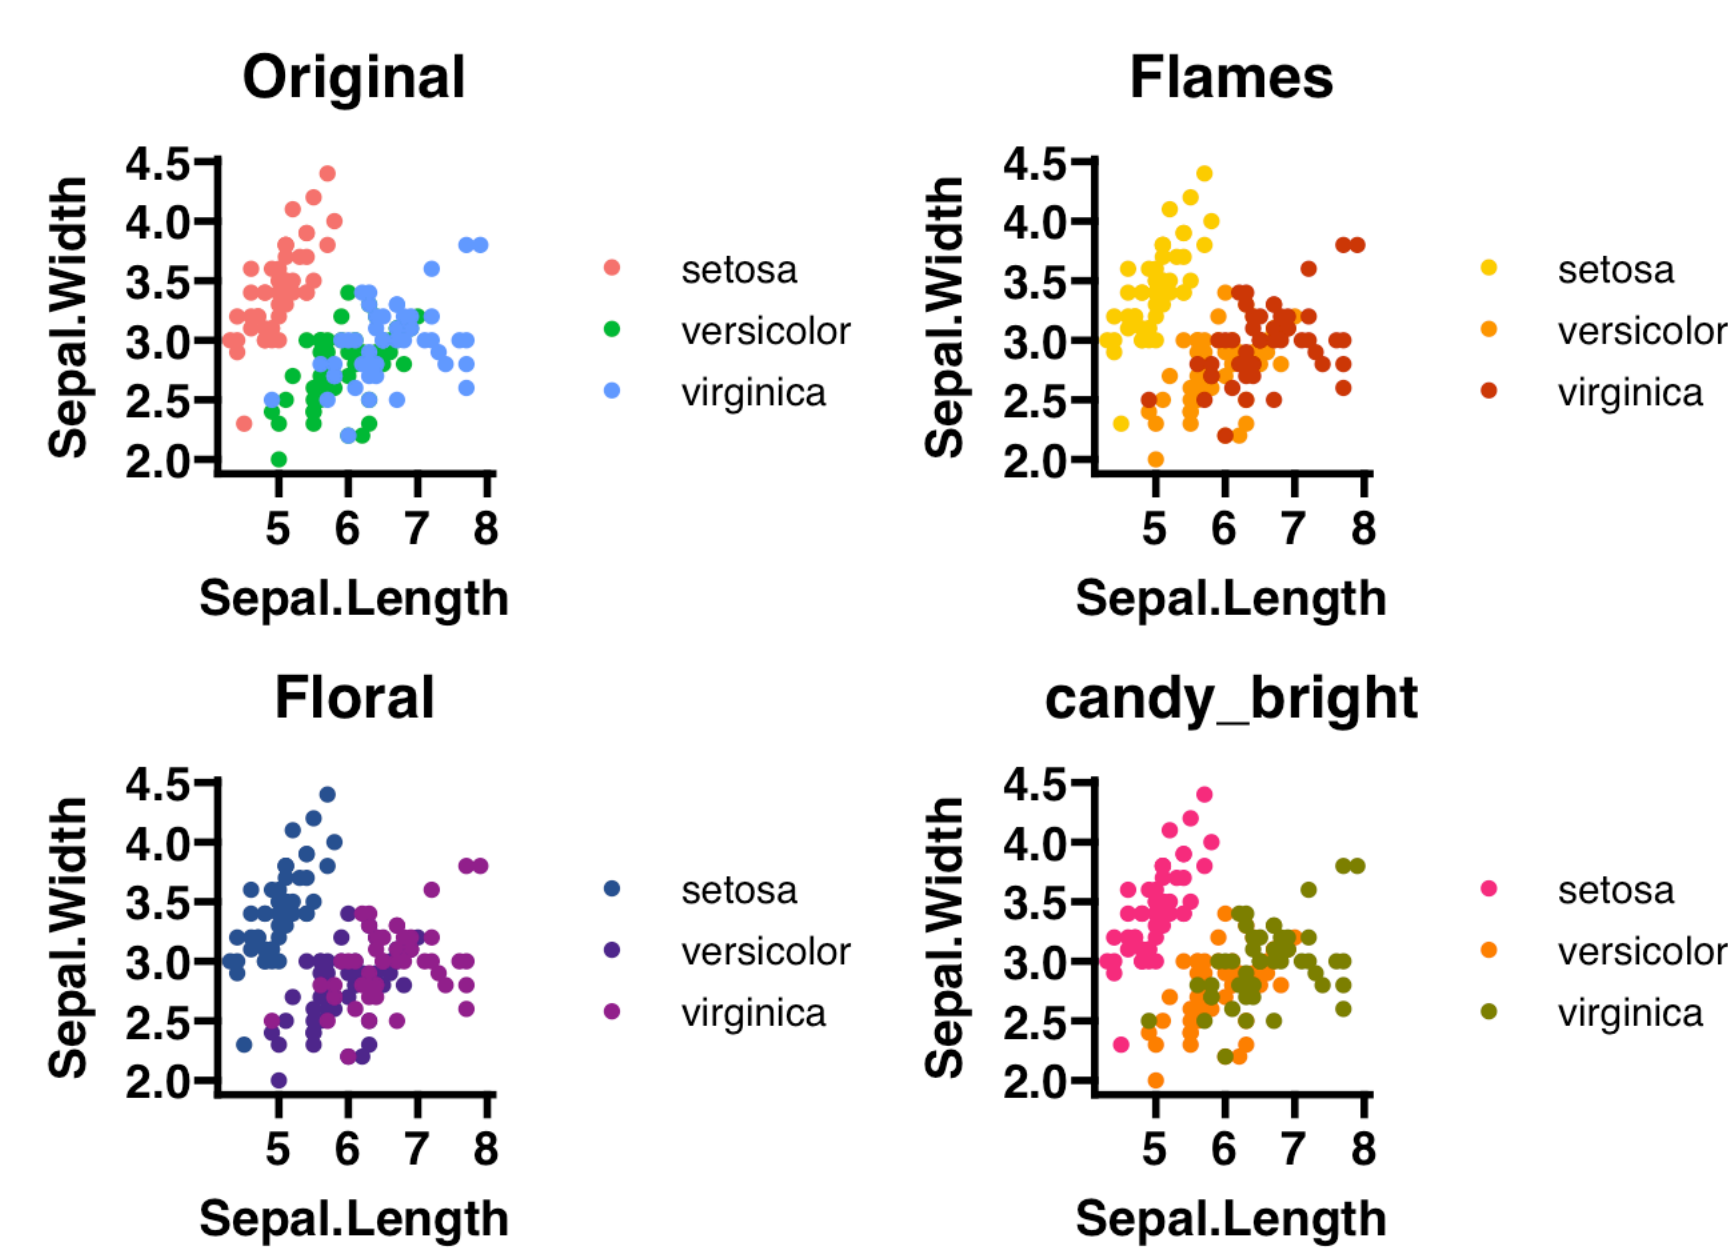 Original
Sepal.Width
4.5
4.0
3.5
3.0
2.5
2.0
5 6 7 8
Sepal.Length
setosa
versicolor
virginica
Flames
Sepal.Width
4.5
4.0
3.5
3.0
2.5
2.0
5 6 7 8
Sepal.Length
setosa
versicolor
virginica
Floral
Sepal.Width
4.5
4.0
3.5
3.0
2.5
2.0
5 6 7 8
Sepal.Length
setosa
versicolor
virginica
candy_bright
Sepal.Width
4.5
4.0
3.5
3.0
2.5
2.0
5 6 7 8
Sepal.Length
setosa
versicolor
virginica